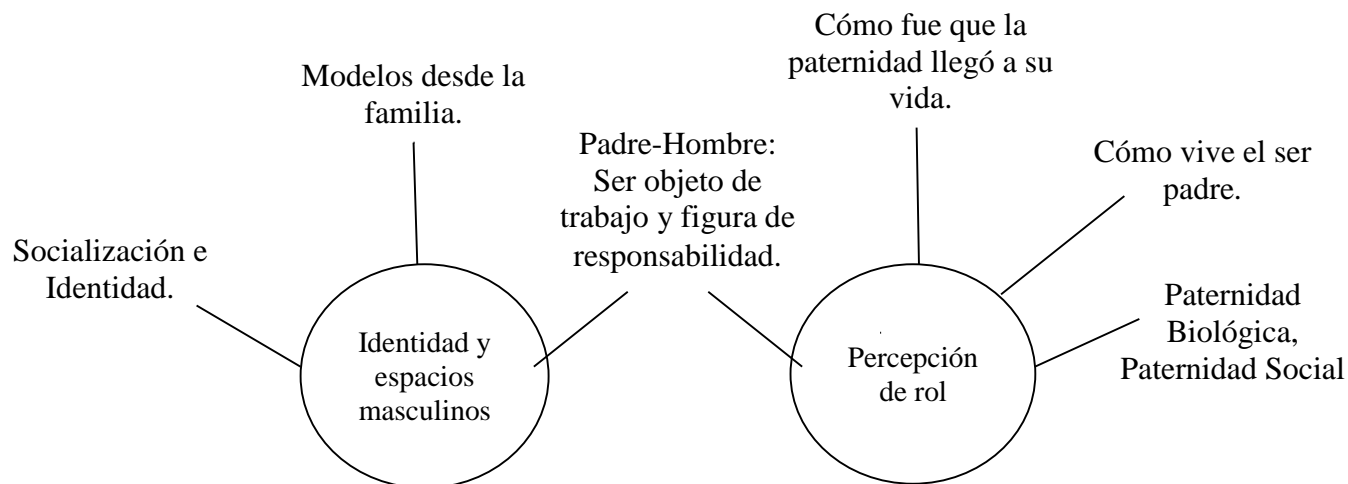 Cómo fue que la
paternidad llegó a su
vida.
Modelos desde la
familia.
Padre-Hombre:
Ser objeto de
trabajo y figura de
responsabilidad.
Cómo vive el ser
padre.
Socialización e
Identidad.
Paternidad
Biológica,
Paternidad Social
Identidad y
espacios
masculinos
Percepción
de rol